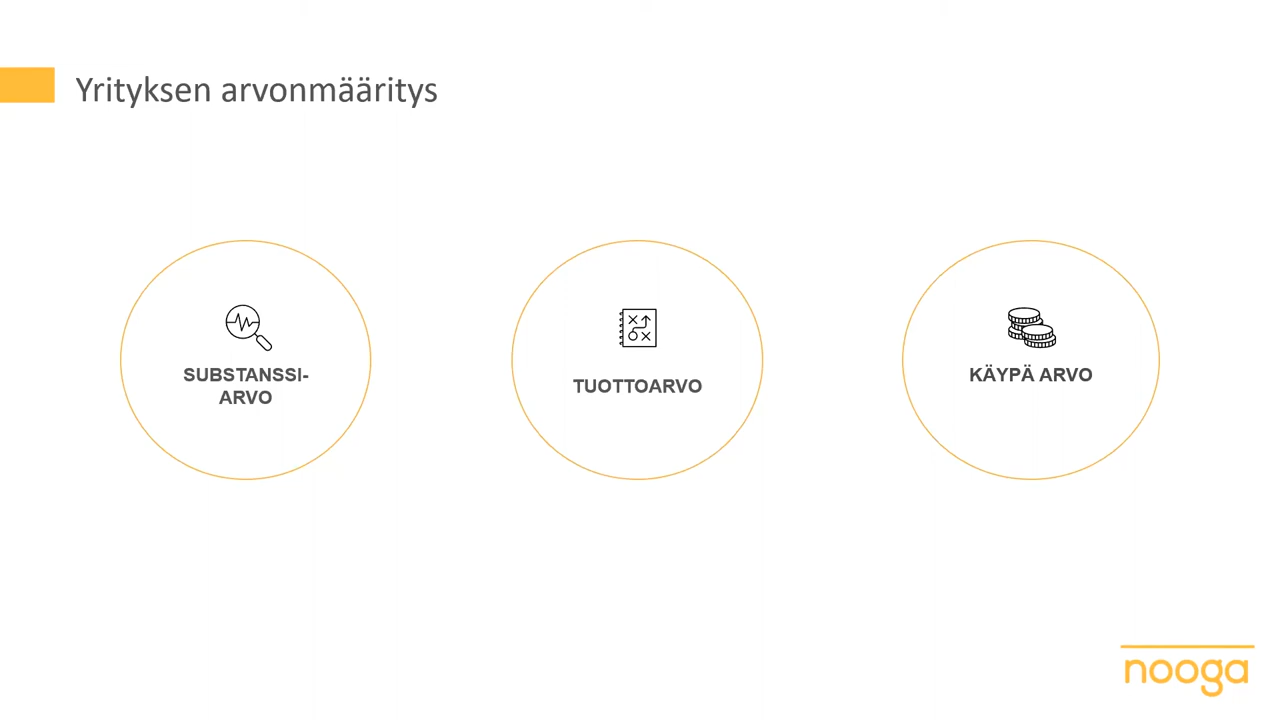 Yrityksen arvonmääritys
SUBSTANSSI-
ARVO
TUOTTOARVO
KÄYPÄ ARVO
nooga